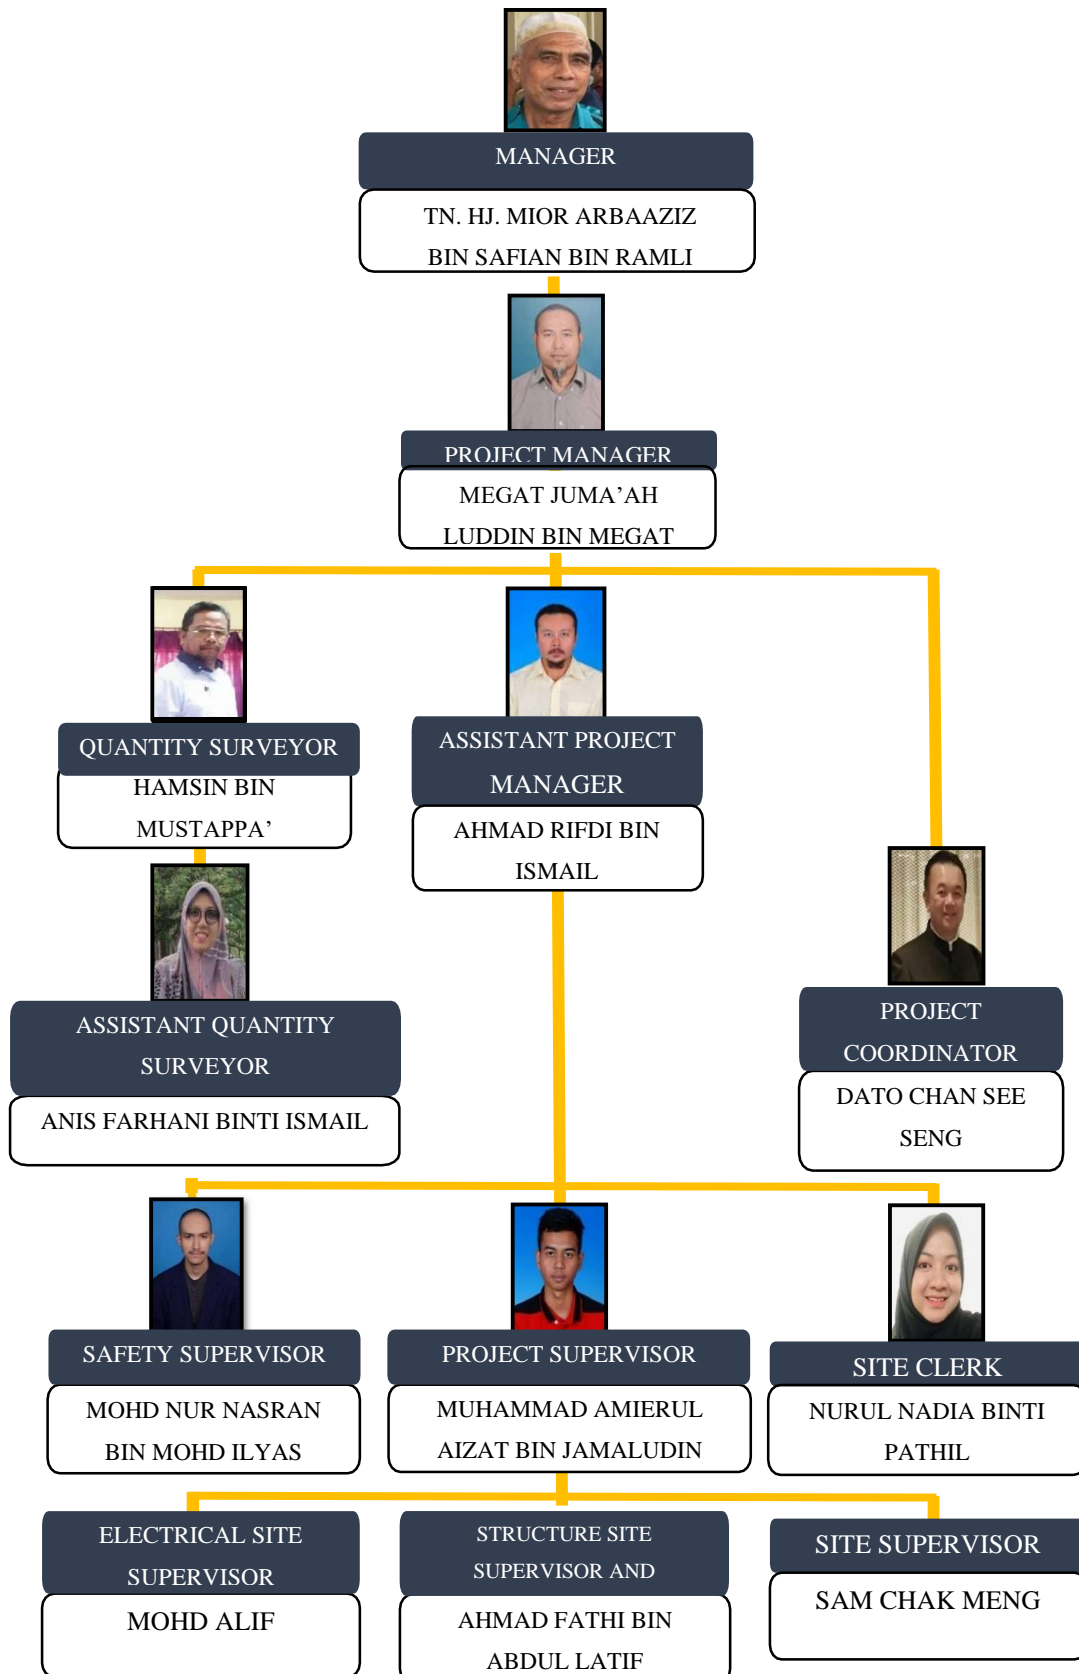 MANAGER
TN. HJ. MIOR ARBAAZIZ
BIN SAFIAN BIN RAMLI
PROJECT MANAGER
MEGAT JUMA’AH
LUDDIN BIN MEGAT
QUANTITY SURVEYOR
HAMSIN BIN
MUSTAPPA’
ASSISTANT PROJECT
MANAGER
AHMAD RIFDI BIN
ISMAIL
ASSISTANT QUANTITY
SURVEYOR
ANIS FARHANI BINTI ISMAIL
PROJECT
COORDINATOR
DATO CHAN SEE
SENG
SAFETY SUPERVISOR
MOHD NUR NASRAN
BIN MOHD ILYAS
PROJECT SUPERVISOR
MUHAMMAD AMIERUL
AIZAT BIN JAMALUDIN
SITE CLERK
NURUL NADIA BINTI
PATHIL
ELECTRICAL SITE
SUPERVISOR
MOHD ALIF
STRUCTURE SITE
SUPERVISOR AND
AHMAD FATHI BIN
ABDUL LATIF
SITE SUPERVISOR
SAM CHAK MENG